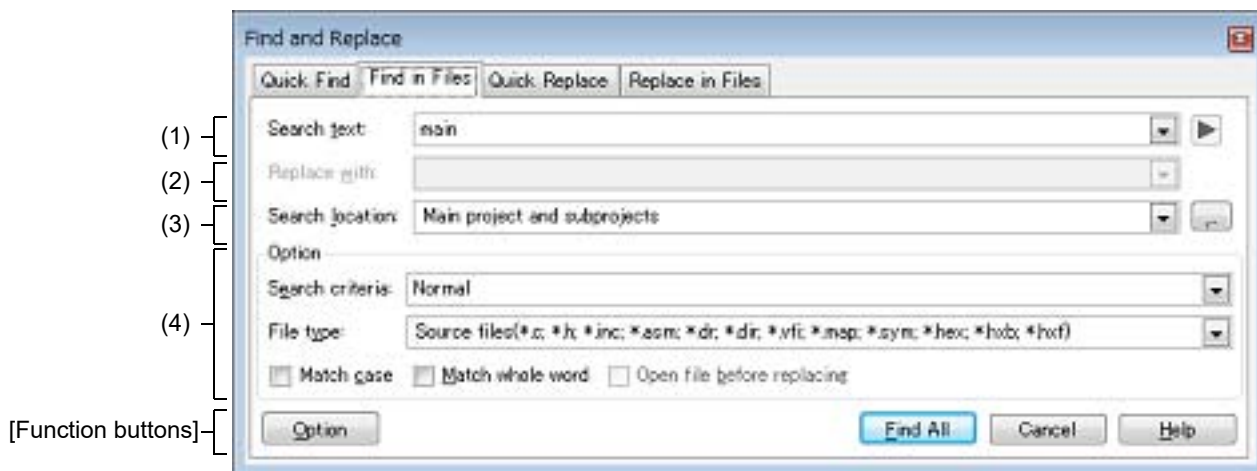 Find and Replace
Quick Find Find in Files Quick Replace Replace in Files
(1) Search text: main
(2) Replace with:
(3) Search location: Main project and subprojects
Option
Search criteria: Normal
(4) File type: Source files(*.c; *.h; *.inc; *.asm; *.dr; *.dir; *.vfi; *.map; *.sym; *.hex; *.hxb; *.hxf)
Match case Match whole word Open file before replacing
[Function buttons] Option Find All Cancel Help